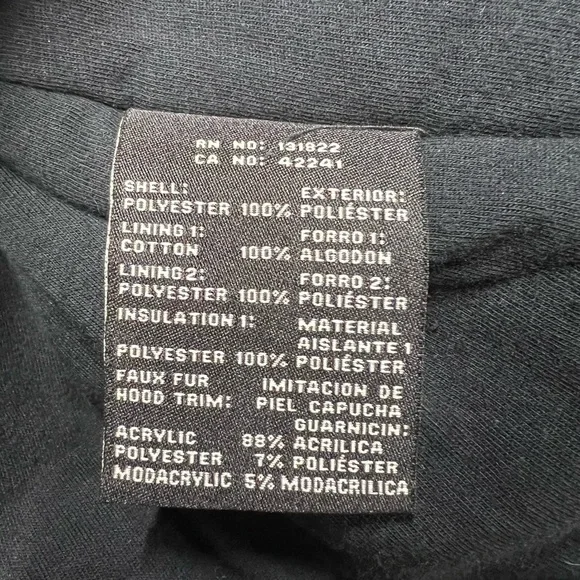 RN NO: 131822
CA NO: 42241
SHELL: EXTERIOR:
POLYESTER 100% POLIÉSTER
LINING 1: FORRO 1:
COTTON 100% ALGODON
LINING 2: FORRO 2:
POLYESTER 100% POLIÉSTER
INSULATION 1: MATERIAL
AISLANTE 1
POLYESTER 100% POLIÉSTER
FAUX FUR IMITACION DE
HOOD TRIM: PIEL CAPUCHA
GUARNICIN:
ACRYLIC 88% ACRILICA
POLYESTER 7% POLIÉSTER
MODACRYLIC 5% MODACRILICA